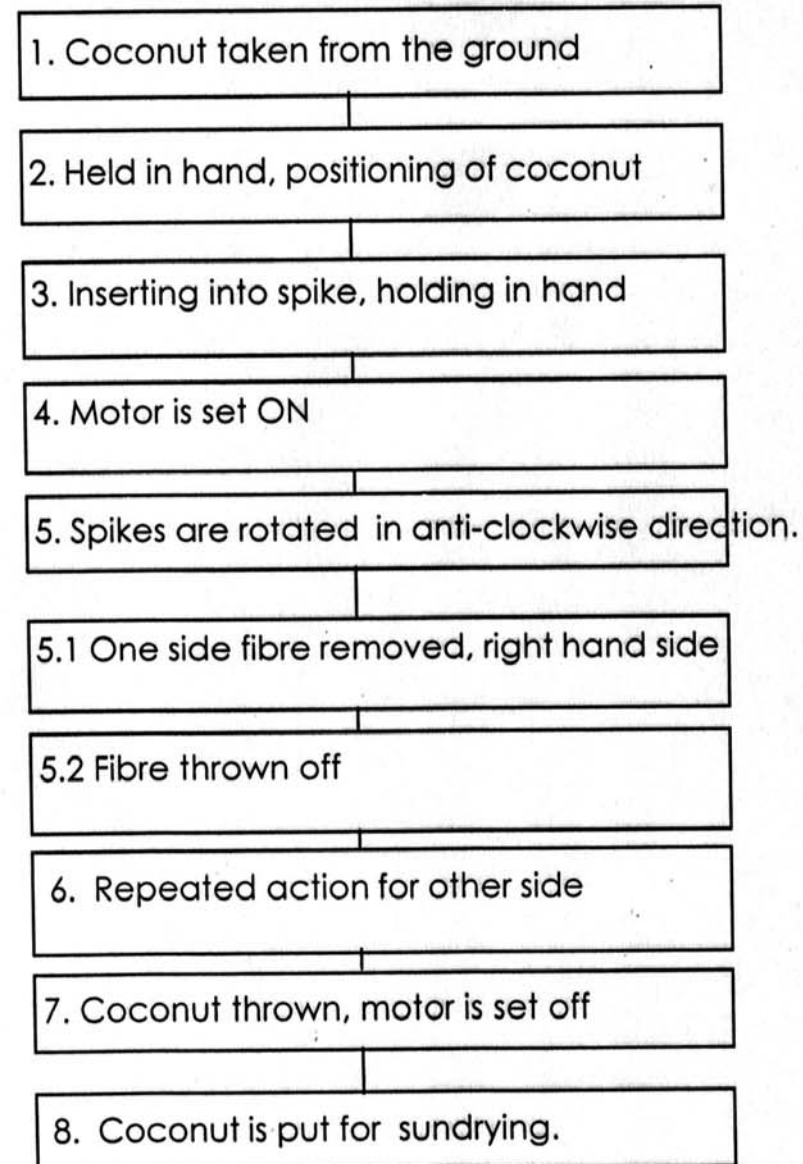 1. Coconut taken from the ground
2. Held in hand, positioning of coconut
3. Inserting into spike, holding in hand
4. Motor is set ON
5. Spikes are rotated in anti-clockwise direction.
5.1 One side fibre removed, right hand side
5.2 Fibre thrown off
6. Repeated action for other side
7. Coconut thrown, motor is set off
8. Coconut is put for sundrying.